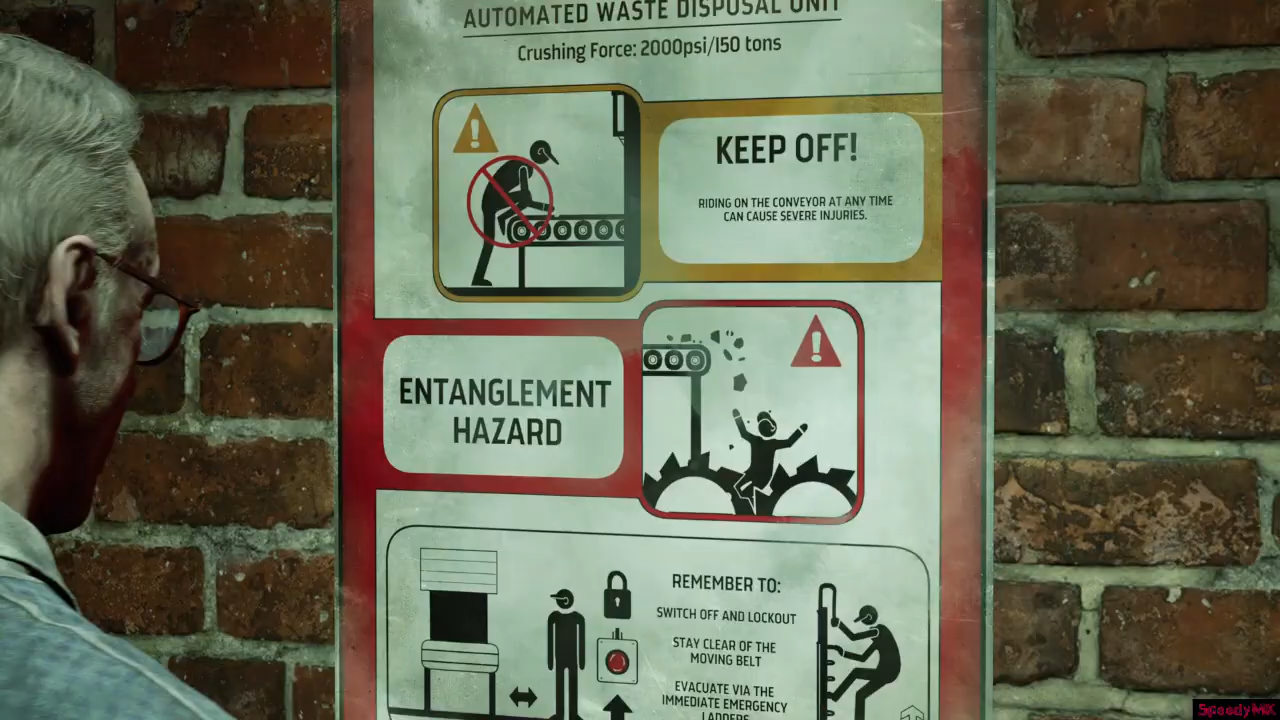 AUTOMATED WASTE DISPOSAL UNIT
Crushing Force: 2000psi/150 tons
KEEP OFF!
RIDING ON THE CONVEYOR AT ANY TIME
CAN CAUSE SEVERE INJURIES.
ENTANGLEMENT
HAZARD
REMEMBER TO:
SWITCH OFF AND LOCKOUT
STAY CLEAR OF THE
MOVING BELT
EVACUATE VIA THE
IMMEDIATE EMERGENCY
LADDERS
SpeedyMX